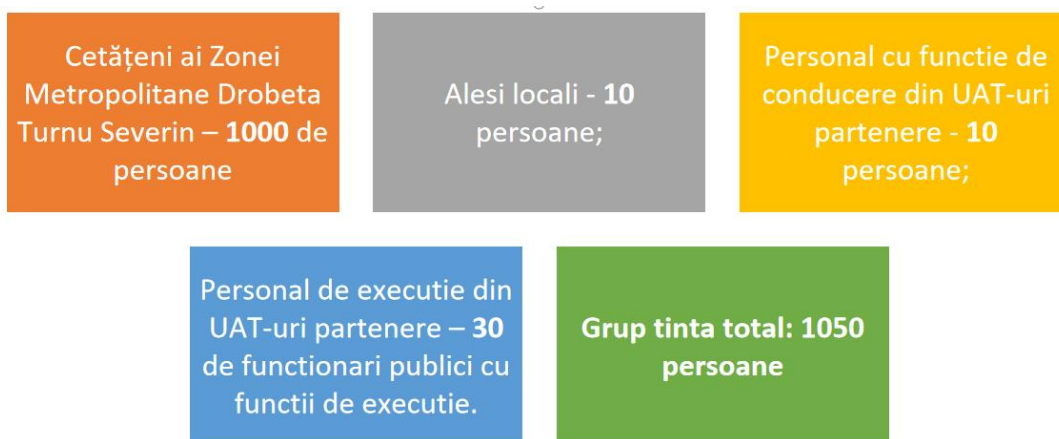 Cetățeni ai Zonei
Metropolitane Drobeta
Turnu Severin – 1000 de
persoane
Alesi locali - 10
persoane;
Personal cu functie de
conducere din UAT-uri
partenere - 10
persoane;
Personal de executie din
UAT-uri partenere – 30
de functionari publici cu
functii de executie.
Grup tinta total: 1050
persoane